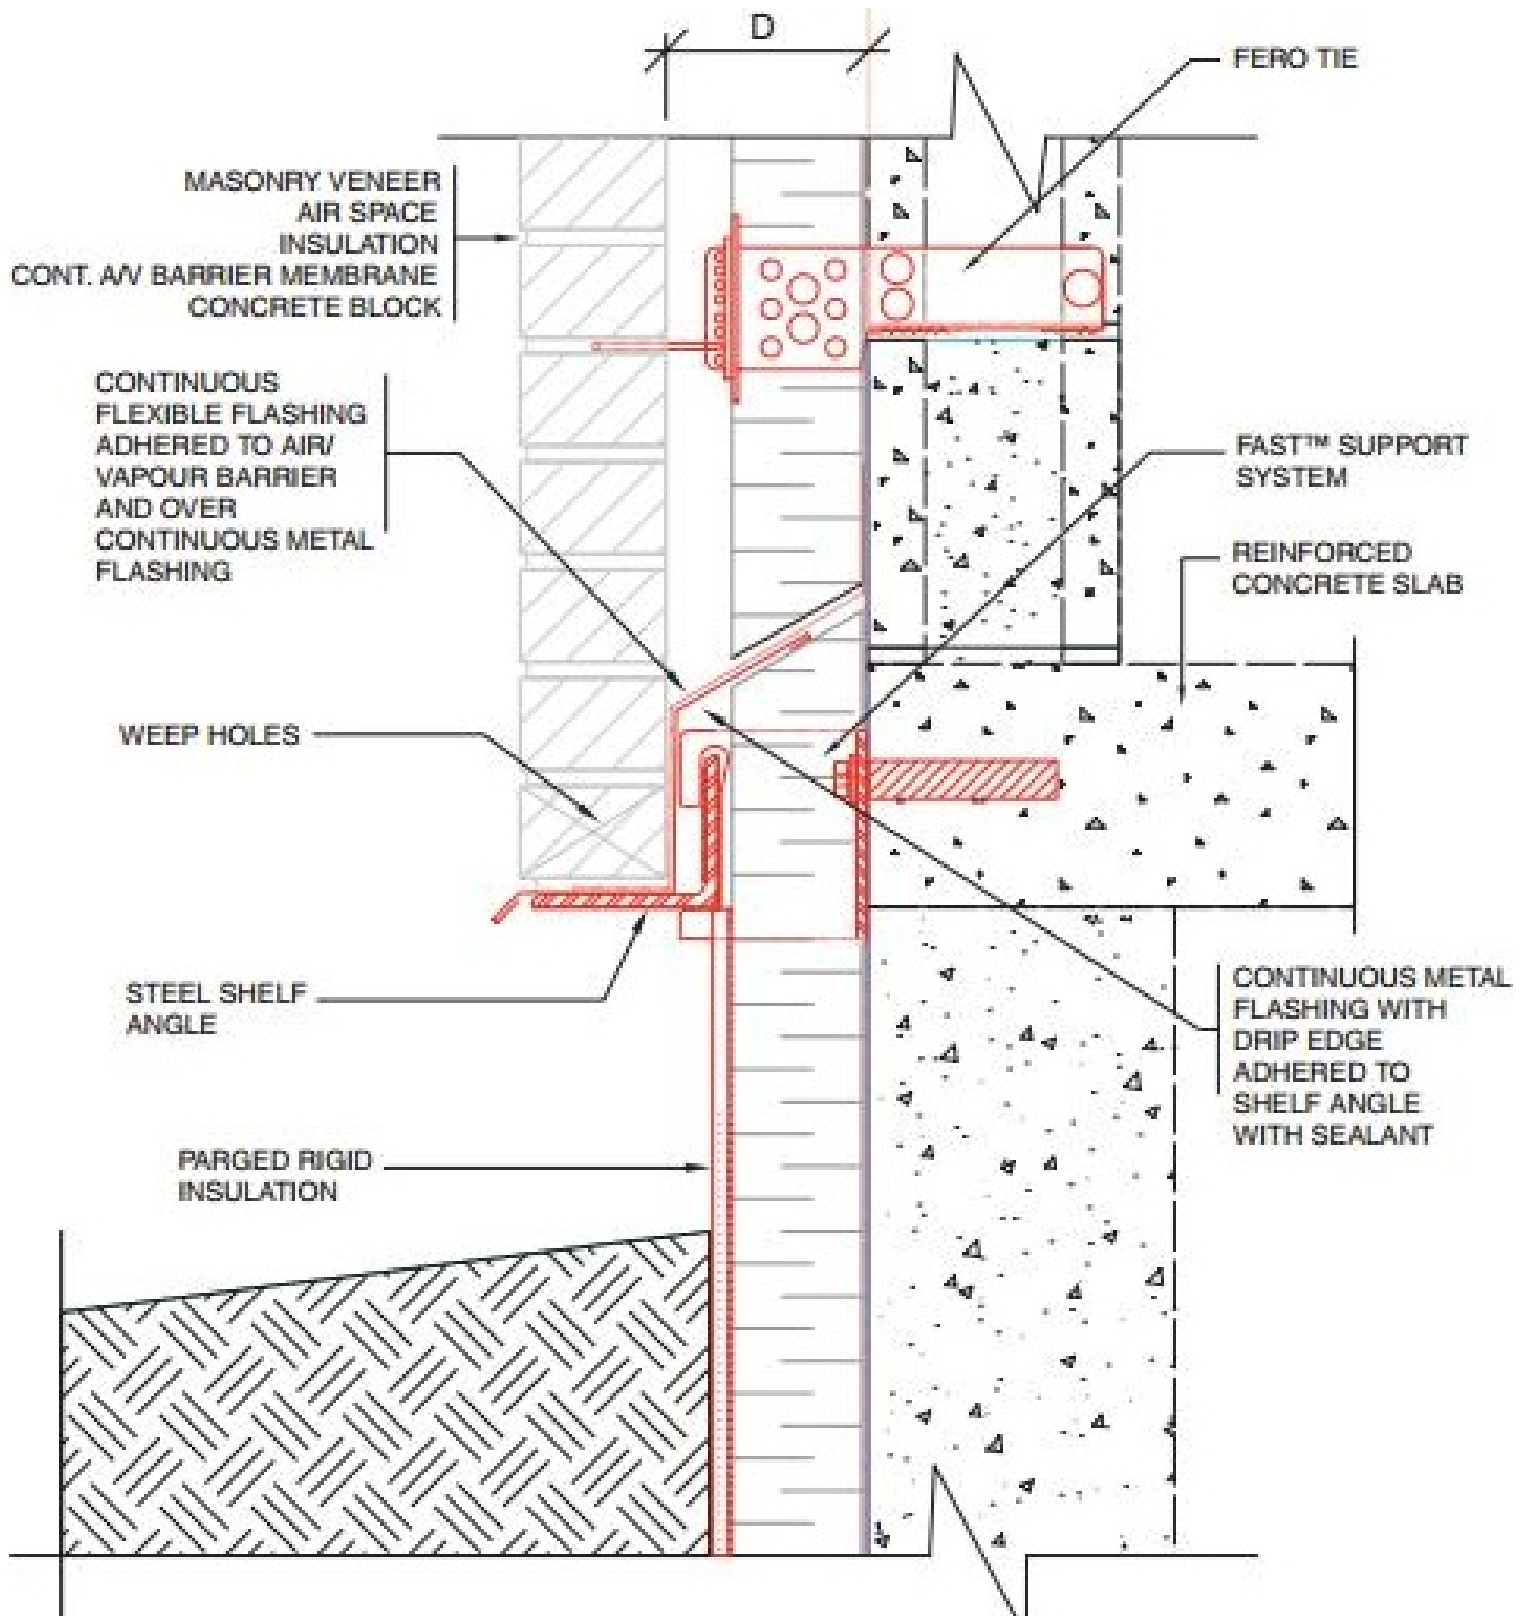 D
FERO TIE
MASONRY VENEER
AIR SPACE
INSULATION
CONT. A/V BARRIER MEMBRANE
CONCRETE BLOCK
CONTINUOUS
FLEXIBLE FLASHING
ADHERED TO AIR/
VAPOUR BARRIER
AND OVER
CONTINUOUS METAL
FLASHING
FAST™ SUPPORT
SYSTEM
REINFORCED
CONCRETE SLAB
WEEP HOLES
STEEL SHELF
ANGLE
CONTINUOUS METAL
FLASHING WITH
DRIP EDGE
ADHERED TO
SHELF ANGLE
WITH SEALANT
PARGED RIGID
INSULATION